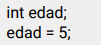 int edad;
edad = 5;